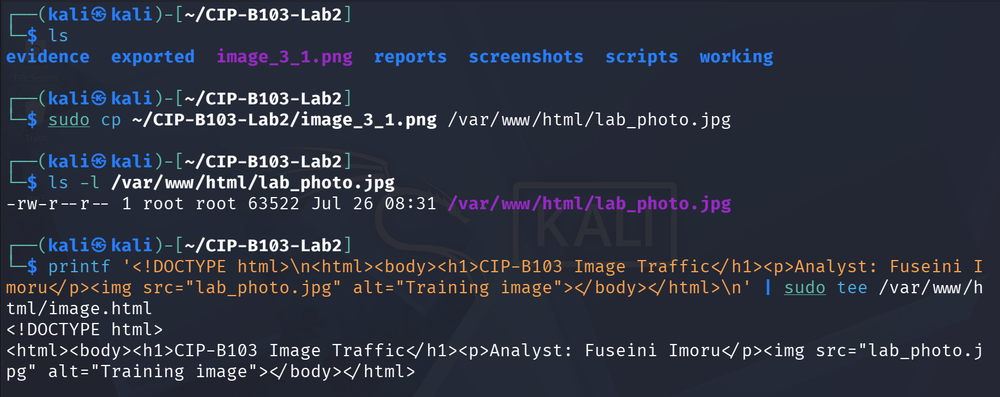 ┌──(kali㉿kali)-[~/CIP-B103-Lab2]
└─$ ls
evidence  exported  image_3_1.png  reports  screenshots  scripts  working
File System
┌──(kali㉿kali)-[~/CIP-B103-Lab2]
└─$ sudo cp ~/CIP-B103-Lab2/image_3_1.png /var/www/html/lab_photo.jpg
Trash
┌──(kali㉿kali)-[~/CIP-B103-Lab2]
└─$ ls -l /var/www/html/lab_photo.jpg
-rw-r--r-- 1 root root 63522 Jul 26 08:31 /var/www/html/lab_photo.jpg
KALI
┌──(kali㉿kali)-[~/CIP-B103-Lab2]
└─$ printf '<!DOCTYPE html>\n<html><body><h1>CIP-B103 Image Traffic</h1><p>Analyst: Fuseini I
moru</p><img src="lab_photo.jpg" alt="Training image"></body></html>\n' | sudo tee /var/www/h
tml/image.html
<!DOCTYPE html>
<html><body><h1>CIP-B103 Image Traffic</h1><p>Analyst: Fuseini Imoru</p><img src="lab_photo.j
pg" alt="Training image"></body></html>